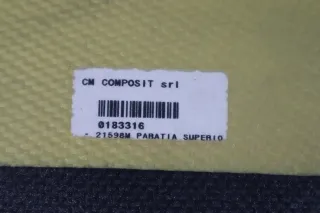 CM COMPOSIT srl
0183316
- 21598M PARATIA SUPERIO